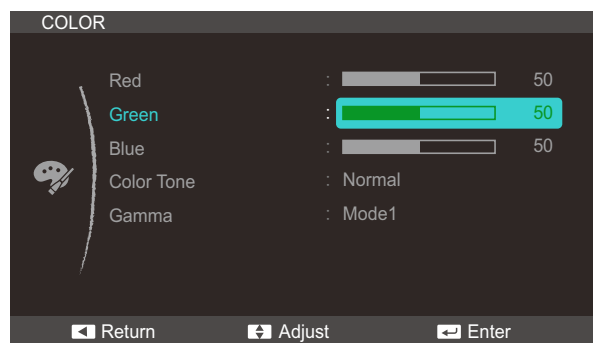 COLOR
Red : 50
Green : 50
Blue : 50
Color Tone : Normal
Gamma : Mode1
Return Adjust Enter